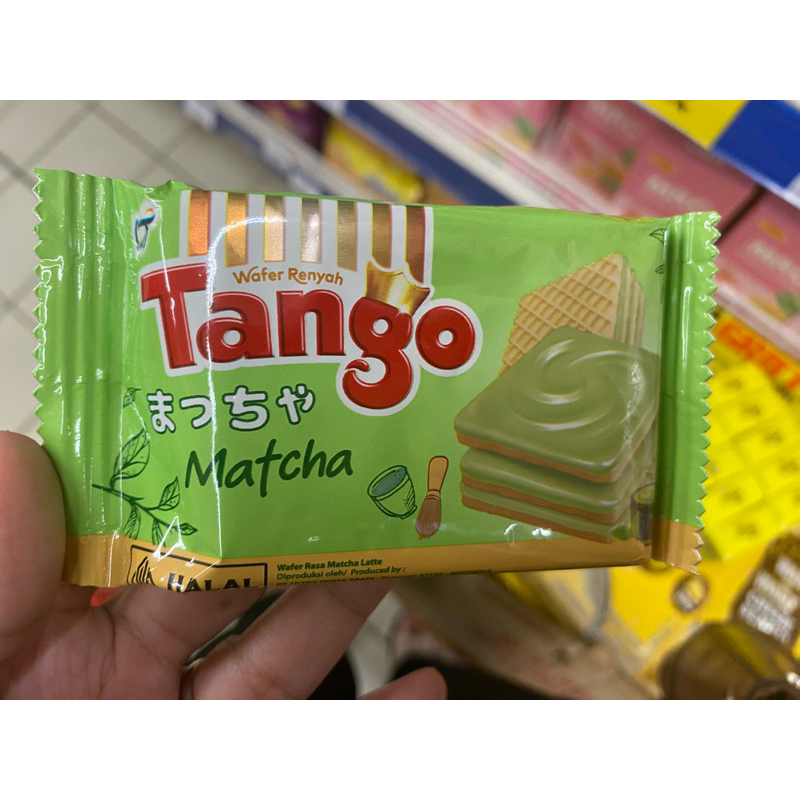 Wafer Renyah
Tango
まっちゃ
Matcha
HALAL
Wafer Rasa Matcha Latte
Diproduksi oleh/ Produced by :